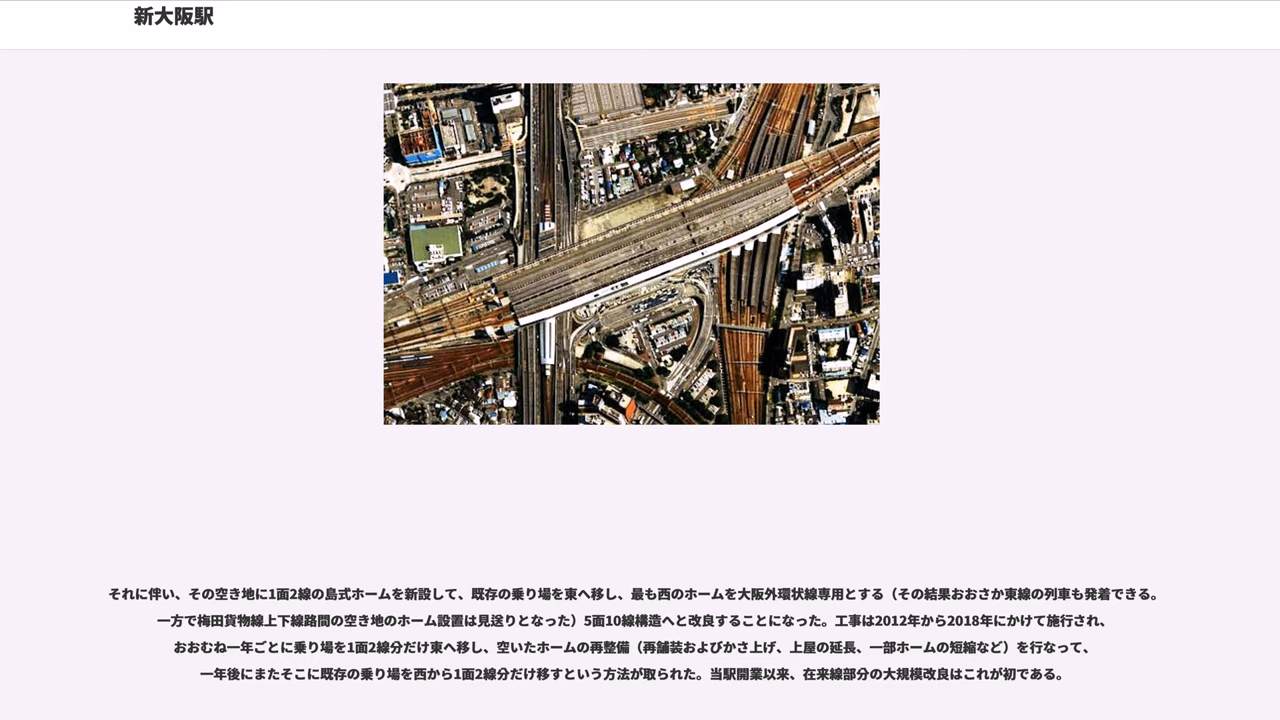 新大阪駅
それに伴い、その空き地に1面2線の島式ホームを新設して、既存の乗り場を東へ移し、最も西のホームを大阪外環状線専用とする（その結果おおさか東線の列車も発着できる。
一方で梅田貨物線上下線路間の空き地のホーム設置は見送りとなった）5面10線構造へと改良することになった。工事は2012年から2018年にかけて施行され、
おおむね一年ごとに乗り場を1面2線分だけ東へ移し、空いたホームの再整備（再舗装およびかさ上げ、上屋の延長、一部ホームの短縮など）を行なって、
一年後にまたそこに既存の乗り場を西から1面2線分だけ移すという方法が取られた。当駅開業以来、在来線部分の大規模改良はこれが初である。